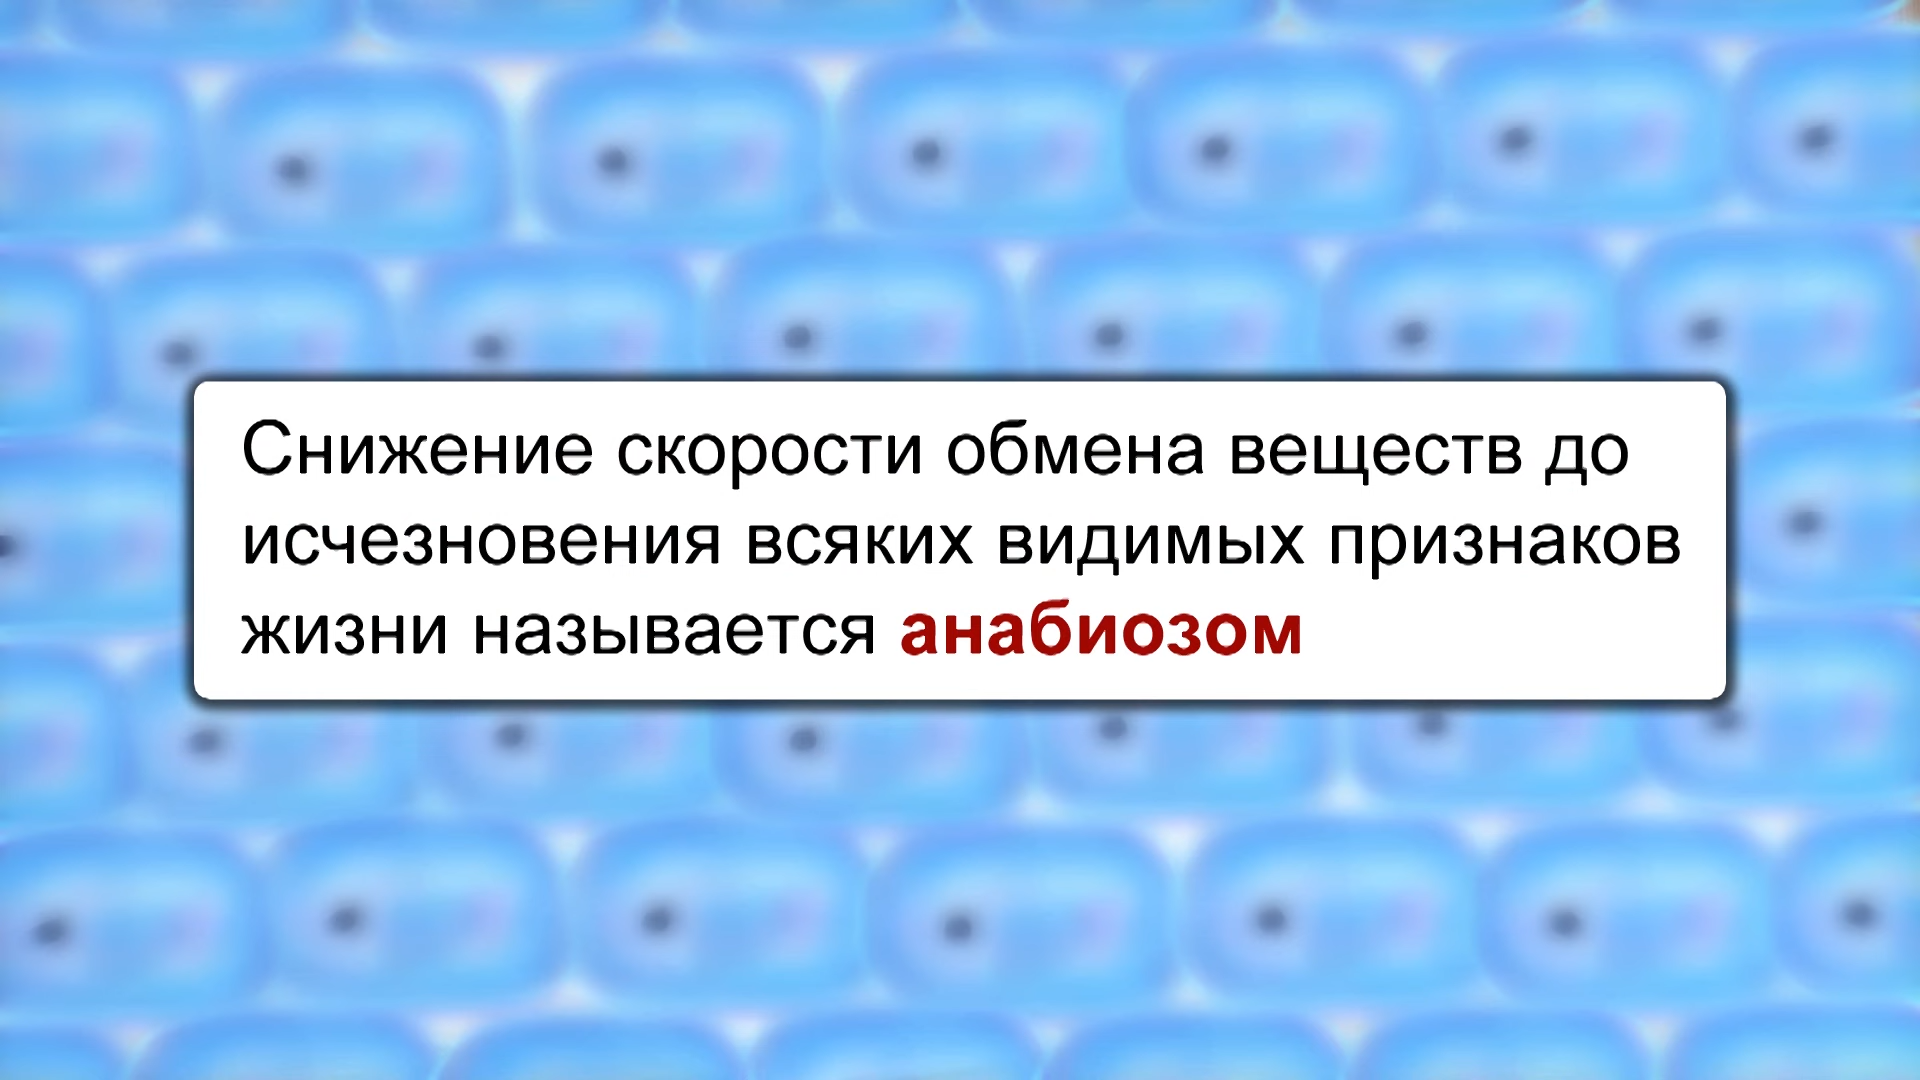 Снижение скорости обмена веществ до
исчезновения всяких видимых признаков
жизни называется анабиозом